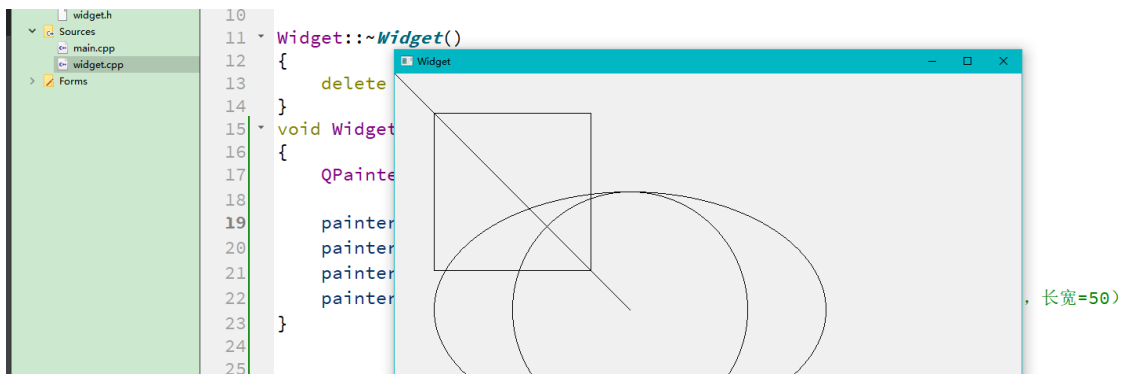 widget.h
Sources
main.cpp
widget.cpp
Forms
10
11 Widget::~Widget()
12 {
13 delete
14 }
15 void Widget
16 {
17 QPainte
18
19 painter
20 painter
21 painter
22 painter ，长宽=50）
23 }
24
25
Widget